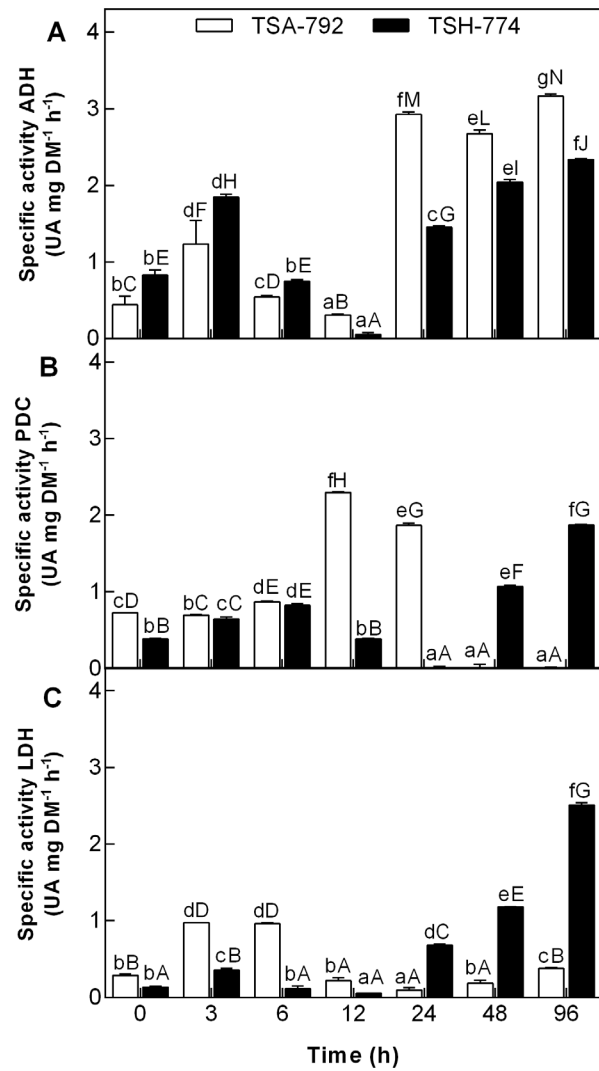 TSA-792 TSH-774
A
Specific activity ADH
(UA mg DM⁻¹ h⁻¹)
4
3
2
1
0
bC bE dF dH cD bE aB aA fM cG eL eI gN fJ
B
Specific activity PDC
(UA mg DM⁻¹ h⁻¹)
4
3
2
1
0
cD bB bC cC dE dE fH bB eG aA aA eF aA fG
C
Specific activity LDH
(UA mg DM⁻¹ h⁻¹)
4
3
2
1
0
bB bA dD cB dD bA bA aA aA dC bA eE cB fG
0 3 6 12 24 48 96
Time (h)